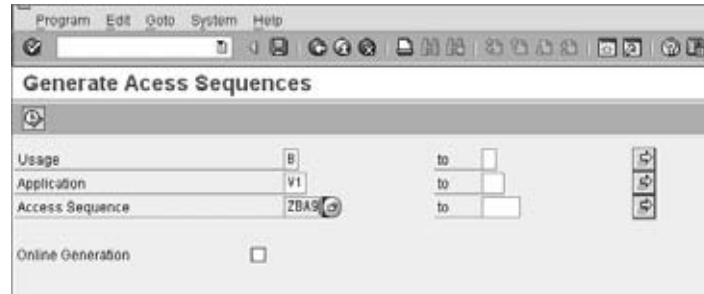 Program Edit Goto System Help
Generate Acess Sequences
Usage B to
Application V1 to
Access Sequence ZBA9 to
Online Generation